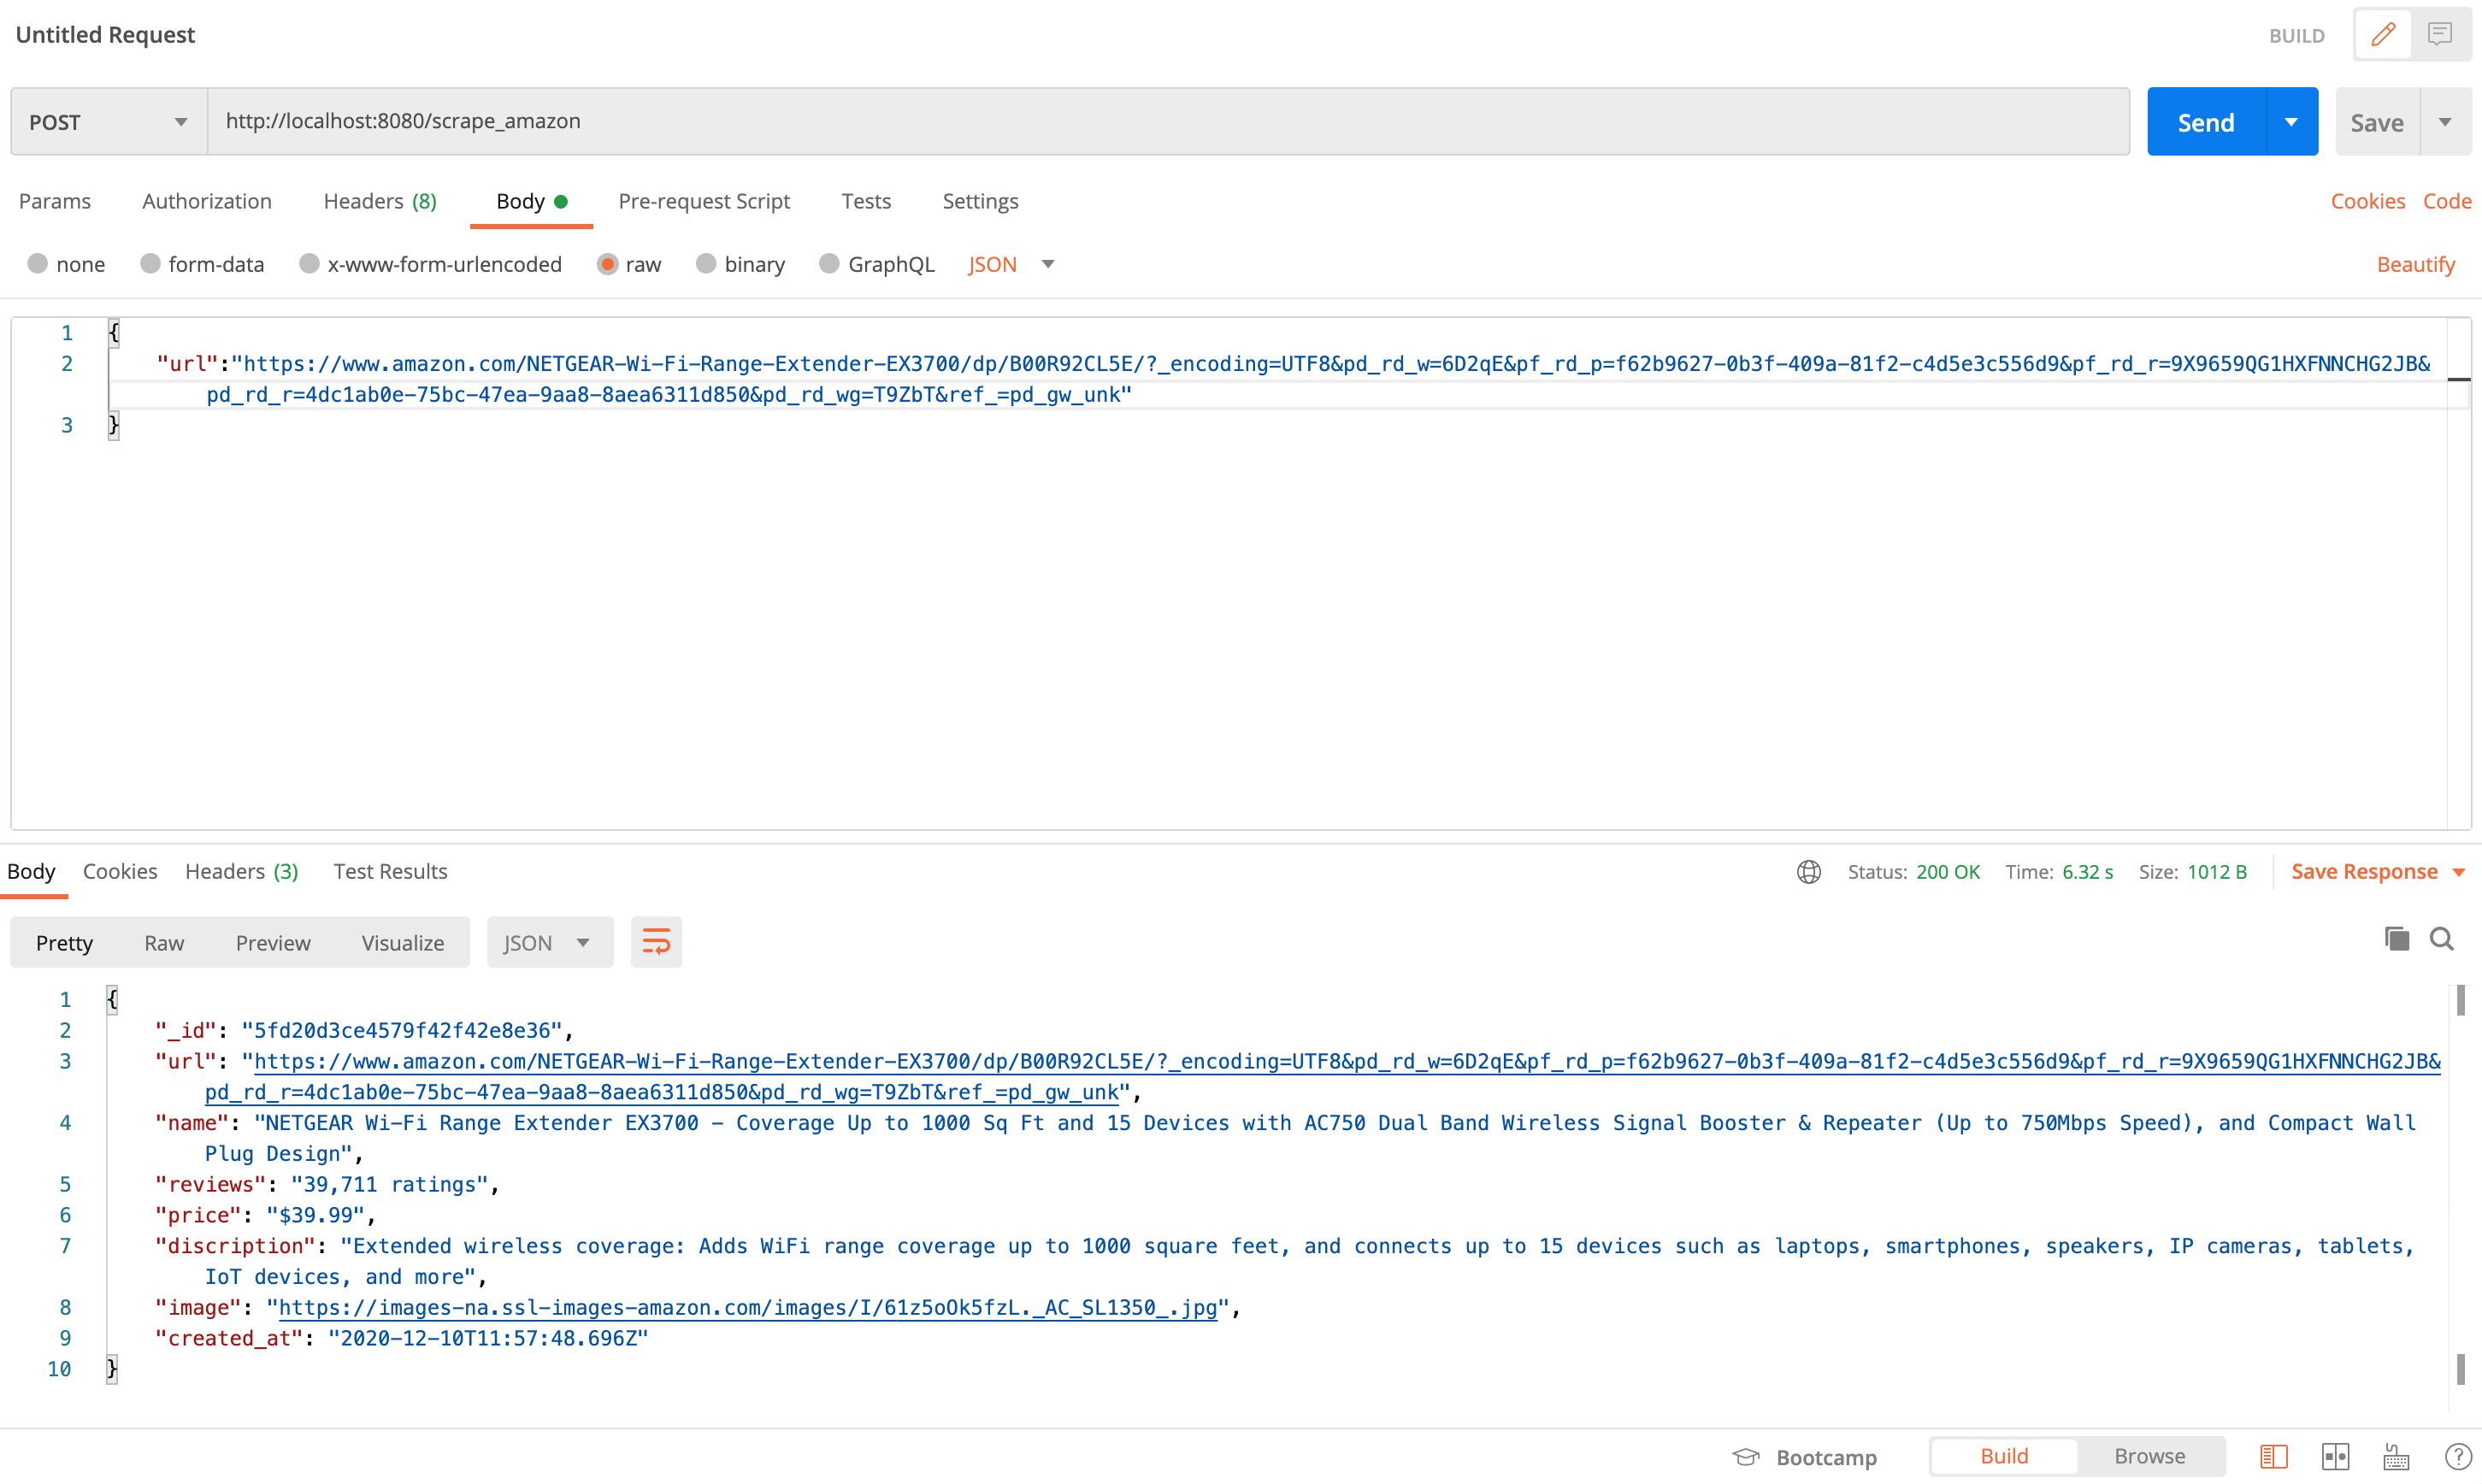 Untitled Request
BUILD
POST
http://localhost:8080/scrape_amazon
Send
Save
Params
Authorization
Headers (8)
Body
Pre-request Script
Tests
Settings
Cookies
Code
none
form-data
x-www-form-urlencoded
raw
binary
GraphQL
JSON
Beautify
1 {
2 "url":"https://www.amazon.com/NETGEAR-Wi-Fi-Range-Extender-EX3700/dp/B00R92CL5E/?_encoding=UTF8&pd_rd_w=6D2qE&pf_rd_p=f62b9627-0b3f-409a-81f2-c4d5e3c556d9&pf_rd_r=9X9659QG1HXFNNCHG2JB&
pd_rd_r=4dc1ab0e-75bc-47ea-9aa8-8aea6311d850&pd_rd_wg=T9ZbT&ref_=pd_gw_unk"
3 }
Body
Cookies
Headers (3)
Test Results
Status: 200 OK
Time: 6.32 s
Size: 1012 B
Save Response
Pretty
Raw
Preview
Visualize
JSON
1 {
2 "_id": "5fd20d3ce4579f42f42e8e36",
3 "url": "https://www.amazon.com/NETGEAR-Wi-Fi-Range-Extender-EX3700/dp/B00R92CL5E/?_encoding=UTF8&pd_rd_w=6D2qE&pf_rd_p=f62b9627-0b3f-409a-81f2-c4d5e3c556d9&pf_rd_r=9X9659QG1HXFNNCHG2JB&
pd_rd_r=4dc1ab0e-75bc-47ea-9aa8-8aea6311d850&pd_rd_wg=T9ZbT&ref_=pd_gw_unk",
4 "name": "NETGEAR Wi-Fi Range Extender EX3700 - Coverage Up to 1000 Sq Ft and 15 Devices with AC750 Dual Band Wireless Signal Booster & Repeater (Up to 750Mbps Speed), and Compact Wall
Plug Design",
5 "reviews": "39,711 ratings",
6 "price": "$39.99",
7 "discription": "Extended wireless coverage: Adds WiFi range coverage up to 1000 square feet, and connects up to 15 devices such as laptops, smartphones, speakers, IP cameras, tablets,
IoT devices, and more",
8 "image": "https://images-na.ssl-images-amazon.com/images/I/61z5oOk5fzL._AC_SL1350_.jpg",
9 "created_at": "2020-12-10T11:57:48.696Z"
10 }
Bootcamp
Build
Browse